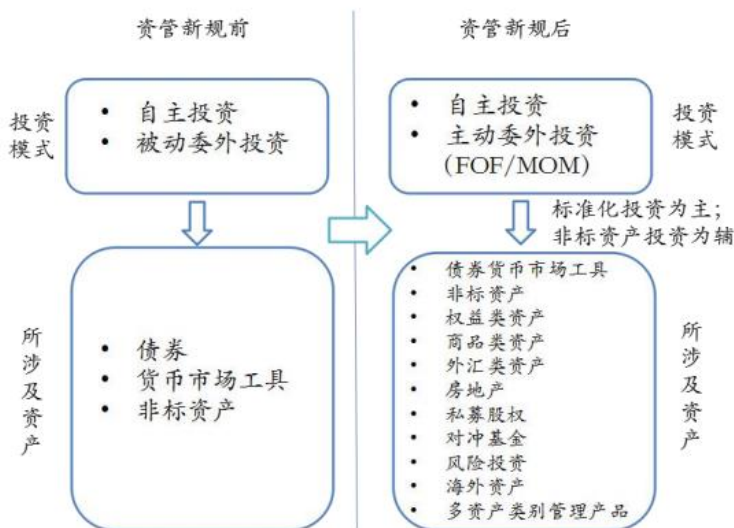 资管新规前
投资
模式
• 自主投资
• 被动委外投资
所
涉
及
资
产
• 债券
• 货币市场工具
• 非标资产
资管新规后
• 自主投资
• 主动委外投资
(FOF/MOM)
投资
模式
标准化投资为主;
非标资产投资为辅
• 债券货币市场工具
• 非标资产
• 权益类资产
• 商品类资产
• 外汇类资产
• 房地产
• 私募股权
• 对冲基金
• 风险投资
• 海外资产
• 多资产类别管理产品
所
涉
及
资
产